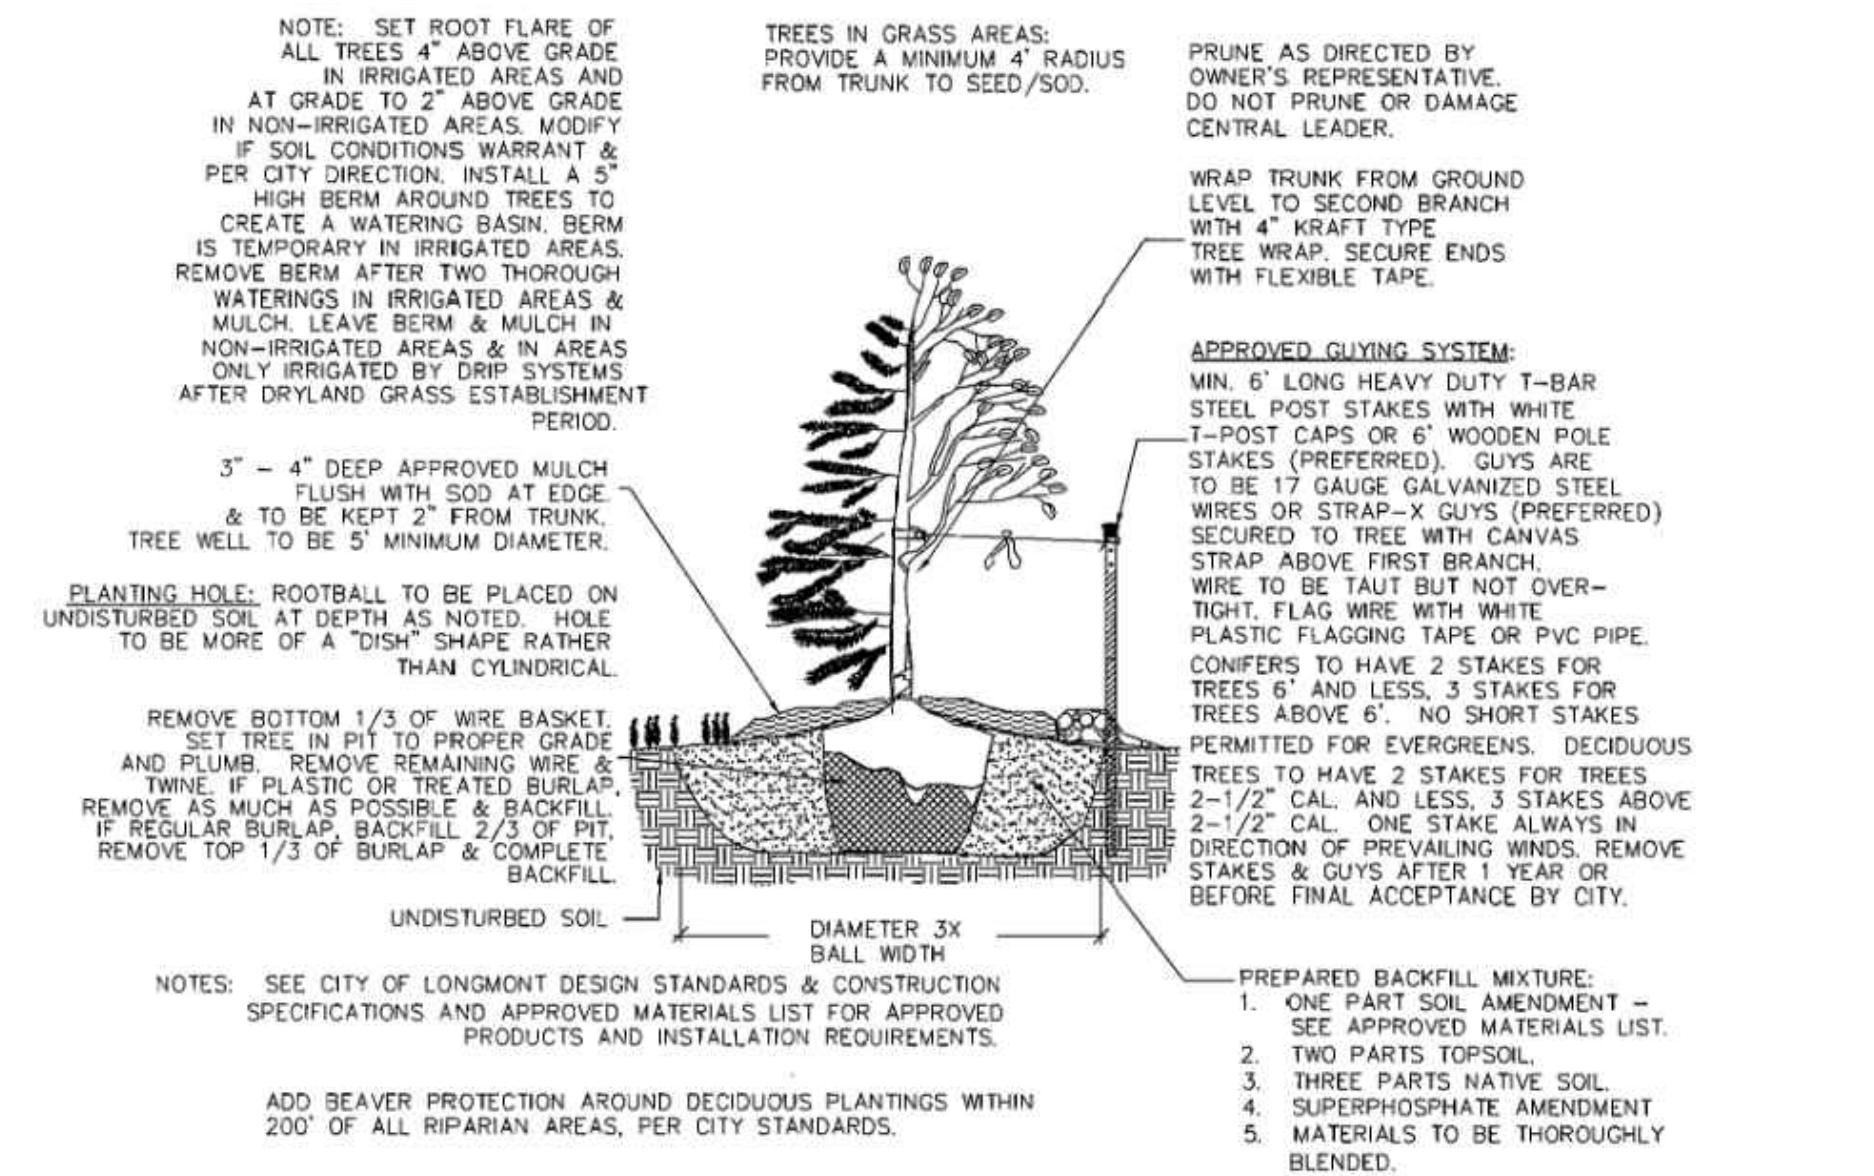 NOTE: SET ROOT FLARE OF
ALL TREES 4" ABOVE GRADE
IN IRRIGATED AREAS AND
AT GRADE TO 2" ABOVE GRADE
IN NON-IRRIGATED AREAS. MODIFY
IF SOIL CONDITIONS WARRANT &
PER CITY DIRECTION. INSTALL A 5"
HIGH BERM AROUND TREES TO
CREATE A WATERING BASIN. BERM
IS TEMPORARY IN IRRIGATED AREAS.
REMOVE BERM AFTER TWO THOROUGH
WATERINGS IN IRRIGATED AREAS &
MULCH. LEAVE BERM & MULCH IN
NON-IRRIGATED AREAS & IN AREAS
ONLY IRRIGATED BY DRIP SYSTEMS
AFTER DRYLAND GRASS ESTABLISHMENT
PERIOD.
3" - 4" DEEP APPROVED MULCH
FLUSH WITH SOD AT EDGE
& TO BE KEPT 2" FROM TRUNK.
TREE WELL TO BE 5' MINIMUM DIAMETER.
PLANTING HOLE: ROOTBALL TO BE PLACED ON
UNDISTURBED SOIL AT DEPTH AS NOTED. HOLE
TO BE MORE OF A "DISH" SHAPE RATHER
THAN CYLINDRICAL.
REMOVE BOTTOM 1/3 OF WIRE BASKET.
SET TREE IN PIT TO PROPER GRADE
AND PLUMB. REMOVE REMAINING WIRE &
TWINE. IF PLASTIC OR TREATED BURLAP,
REMOVE AS MUCH AS POSSIBLE & BACKFILL.
IF REGULAR BURLAP, BACKFILL 2/3 OF PIT,
REMOVE TOP 1/3 OF BURLAP & COMPLETE
BACKFILL.
UNDISTURBED SOIL
TREES IN GRASS AREAS:
PROVIDE A MINIMUM 4' RADIUS
FROM TRUNK TO SEED/SOD.
DIAMETER 3X
BALL WIDTH
PRUNE AS DIRECTED BY
OWNER'S REPRESENTATIVE.
DO NOT PRUNE OR DAMAGE
CENTRAL LEADER.
WRAP TRUNK FROM GROUND
LEVEL TO SECOND BRANCH
WITH 4" KRAFT TYPE
TREE WRAP. SECURE ENDS
WITH FLEXIBLE TAPE.
APPROVED GUYING SYSTEM:
MIN. 6' LONG HEAVY DUTY T-BAR
STEEL POST STAKES WITH WHITE
T-POST CAPS OR 6' WOODEN POLE
STAKES (PREFERRED). GUYS ARE
TO BE 17 GAUGE GALVANIZED STEEL
WIRES OR STRAP-X GUYS (PREFERRED)
SECURED TO TREE WITH CANVAS
STRAP ABOVE FIRST BRANCH.
WIRE TO BE TAUT BUT NOT OVER-
TIGHT. FLAG WIRE WITH WHITE
PLASTIC FLAGGING TAPE OR PVC PIPE.
CONIFERS TO HAVE 2 STAKES FOR
TREES 6' AND LESS, 3 STAKES FOR
TREES ABOVE 6'. NO SHORT STAKES
PERMITTED FOR EVERGREENS. DECIDUOUS
TREES TO HAVE 2 STAKES FOR TREES
2-1/2" CAL. AND LESS, 3 STAKES ABOVE
2-1/2" CAL. ONE STAKE ALWAYS IN
DIRECTION OF PREVAILING WINDS. REMOVE
STAKES & GUYS AFTER 1 YEAR OR
BEFORE FINAL ACCEPTANCE BY CITY.
PREPARED BACKFILL MIXTURE:
1. ONE PART SOIL AMENDMENT -
SEE APPROVED MATERIALS LIST.
2. TWO PARTS TOPSOIL.
3. THREE PARTS NATIVE SOIL.
4. SUPERPHOSPHATE AMENDMENT
5. MATERIALS TO BE THOROUGHLY
BLENDED.
NOTES: SEE CITY OF LONGMONT DESIGN STANDARDS & CONSTRUCTION
SPECIFICATIONS AND APPROVED MATERIALS LIST FOR APPROVED
PRODUCTS AND INSTALLATION REQUIREMENTS.
ADD BEAVER PROTECTION AROUND DECIDUOUS PLANTINGS WITHIN
200' OF ALL RIPARIAN AREAS, PER CITY STANDARDS.